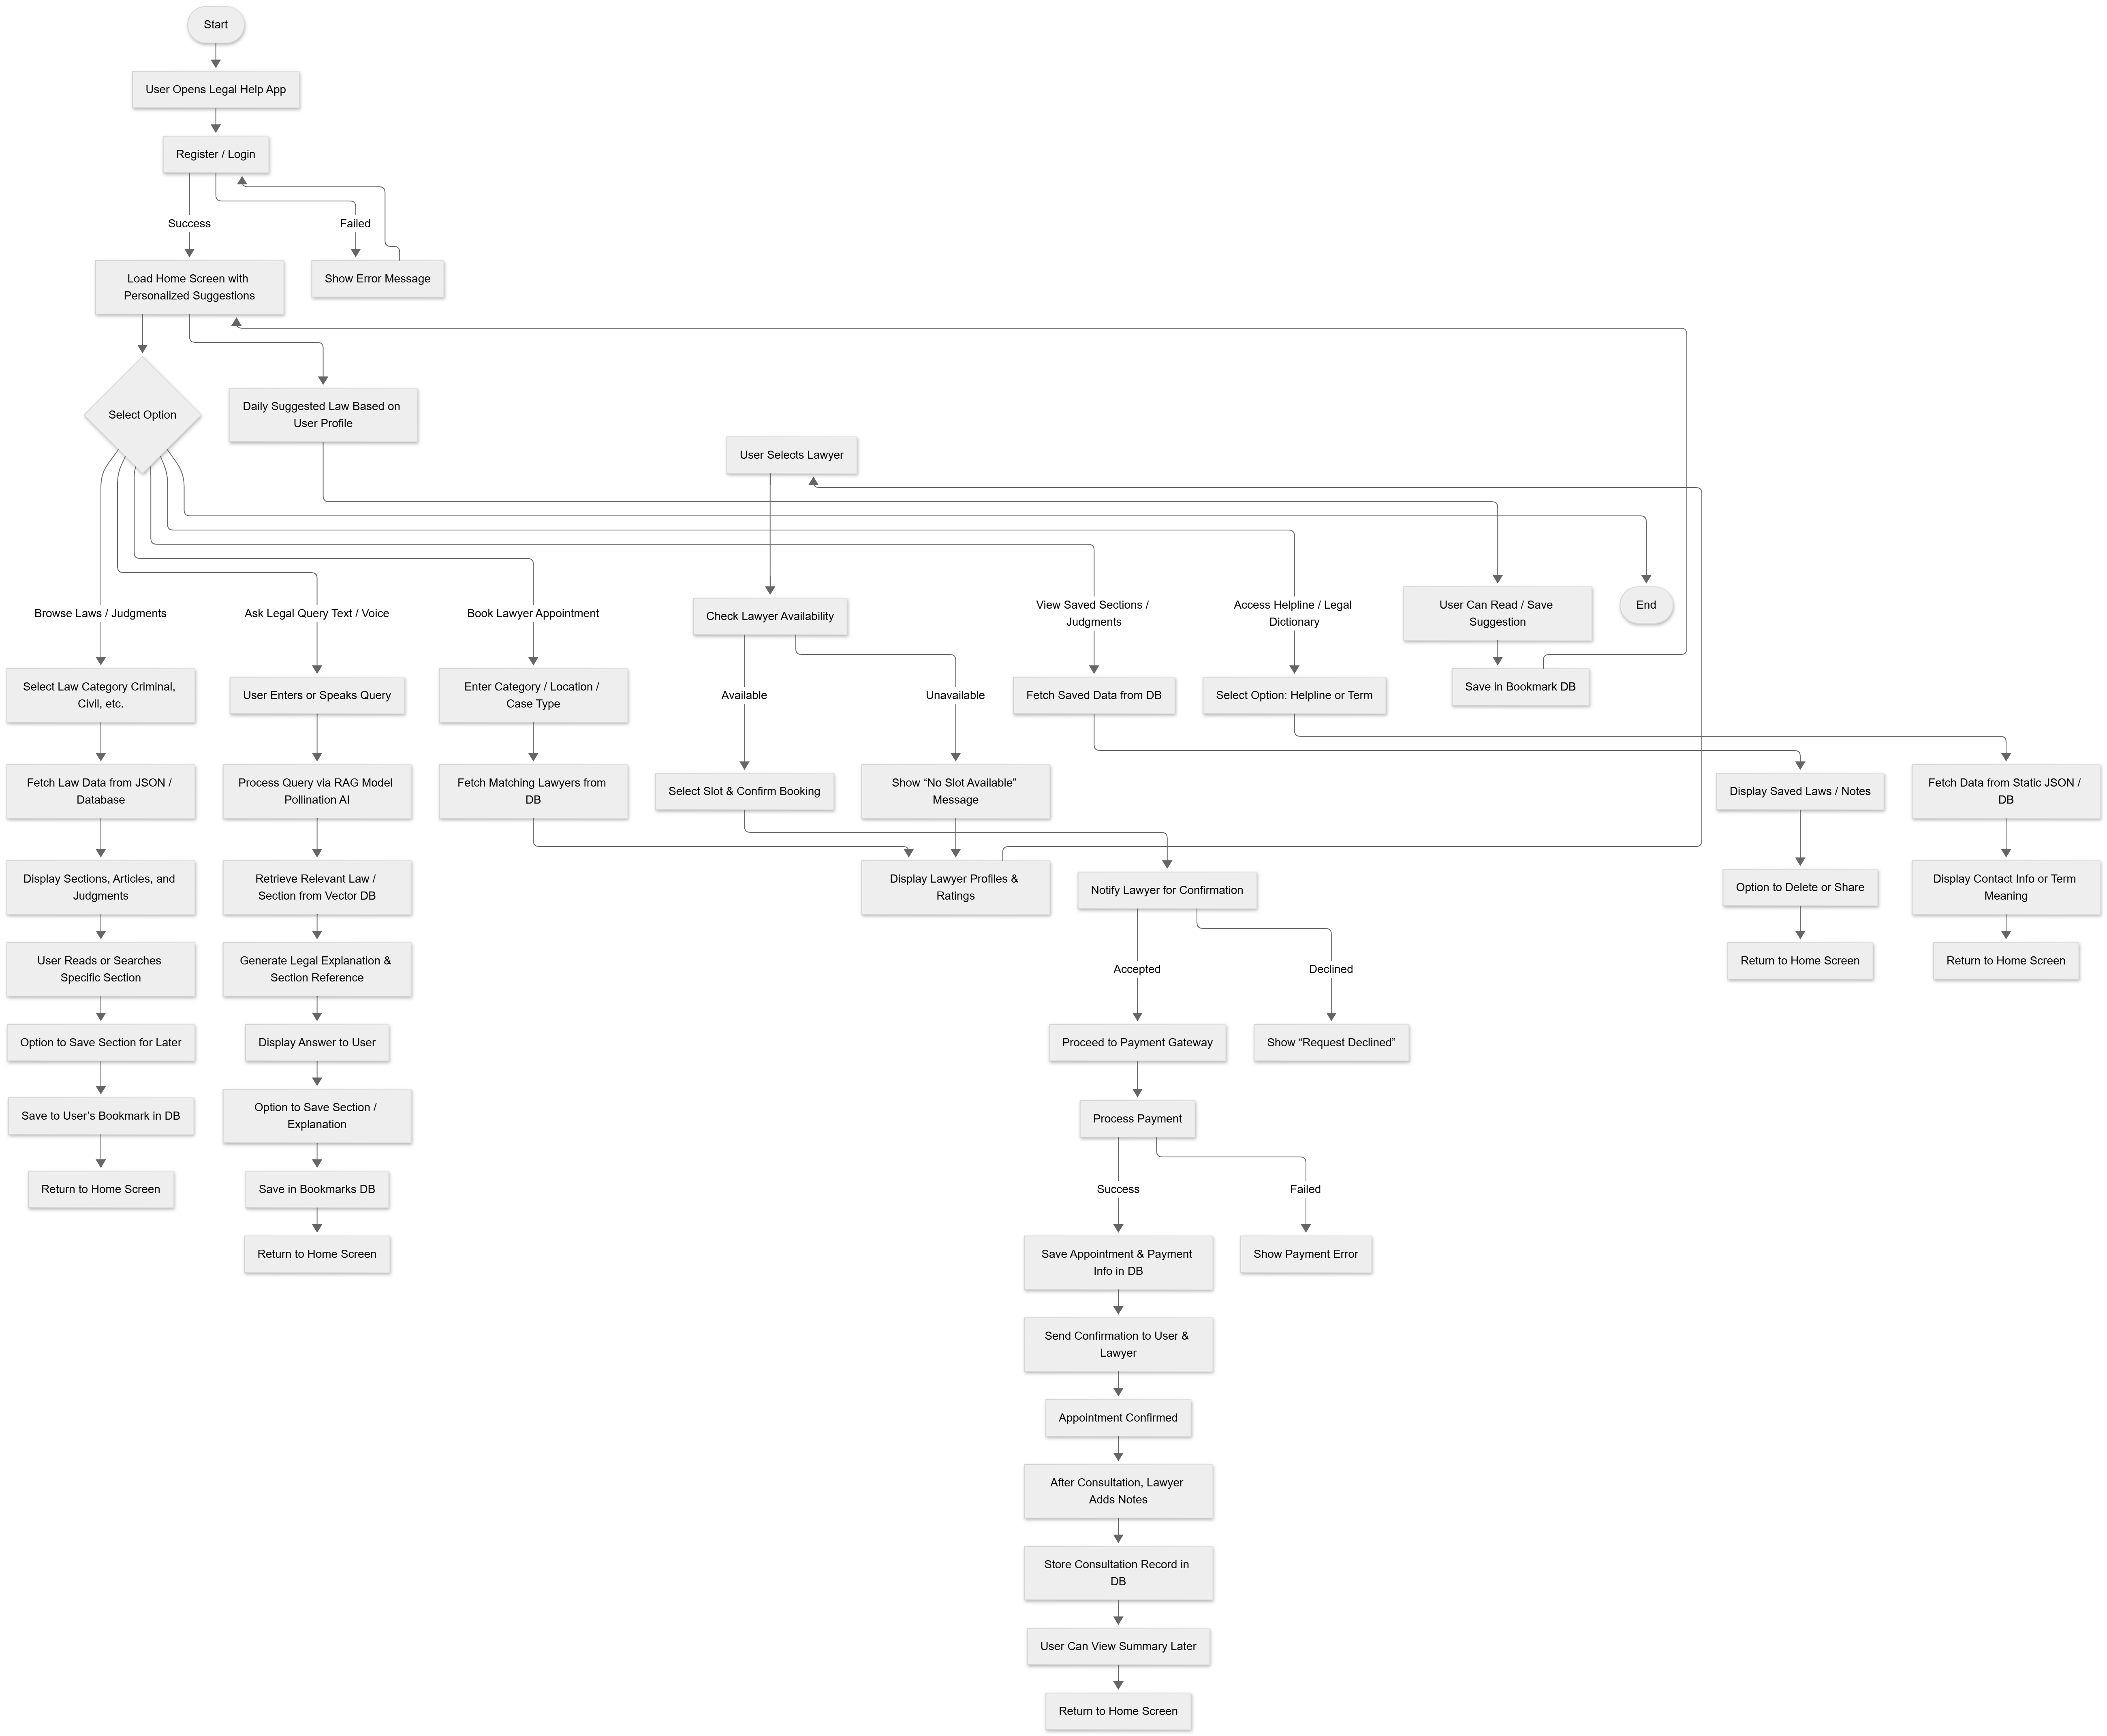 Start
User Opens Legal Help App
Register / Login
Success
Failed
Load Home Screen with
Personalized Suggestions
Show Error Message
Select Option
Daily Suggested Law Based on
User Profile
User Selects Lawyer
Browse Laws / Judgments
Ask Legal Query Text / Voice
Book Lawyer Appointment
Check Lawyer Availability
View Saved Sections /
Judgments
Access Helpline / Legal
Dictionary
User Can Read / Save
Suggestion
End
Select Law Category Criminal,
Civil, etc.
User Enters or Speaks Query
Enter Category / Location /
Case Type
Available
Unavailable
Fetch Saved Data from DB
Select Option: Helpline or Term
Save in Bookmark DB
Fetch Law Data from JSON /
Database
Process Query via RAG Model
Pollination AI
Fetch Matching Lawyers from
DB
Select Slot & Confirm Booking
Show “No Slot Available”
Message
Display Saved Laws / Notes
Fetch Data from Static JSON /
DB
Display Sections, Articles, and
Judgments
Retrieve Relevant Law /
Section from Vector DB
Display Lawyer Profiles &
Ratings
Notify Lawyer for Confirmation
Option to Delete or Share
Display Contact Info or Term
Meaning
User Reads or Searches
Specific Section
Generate Legal Explanation &
Section Reference
Accepted
Declined
Return to Home Screen
Return to Home Screen
Option to Save Section for Later
Display Answer to User
Proceed to Payment Gateway
Show “Request Declined”
Save to User’s Bookmark in DB
Option to Save Section /
Explanation
Process Payment
Return to Home Screen
Save in Bookmarks DB
Success
Failed
Return to Home Screen
Save Appointment & Payment
Info in DB
Show Payment Error
Send Confirmation to User &
Lawyer
Appointment Confirmed
After Consultation, Lawyer
Adds Notes
Store Consultation Record in
DB
User Can View Summary Later
Return to Home Screen